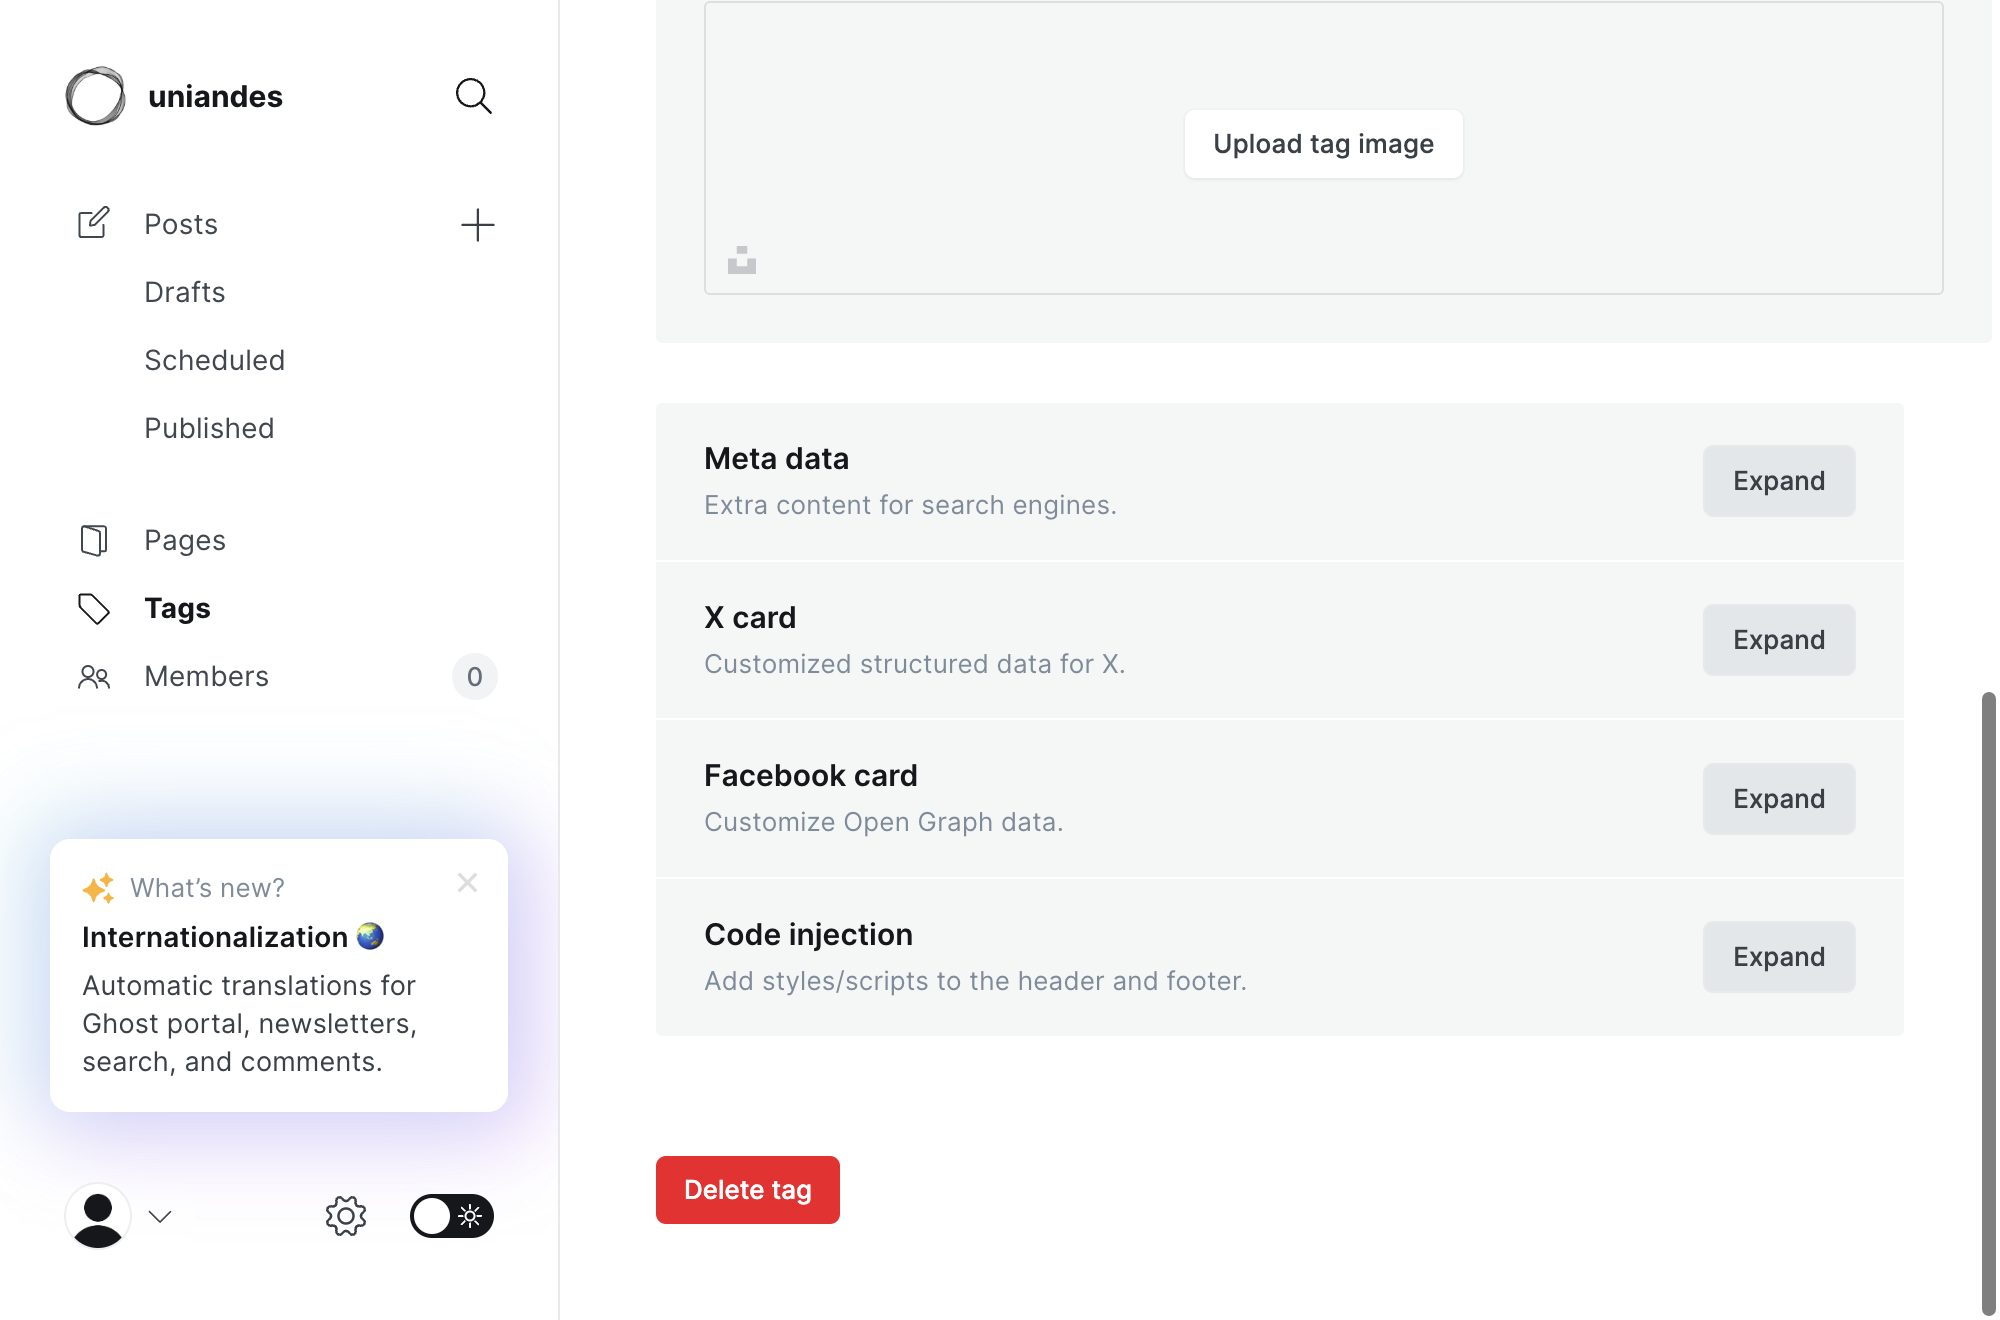 uniandes
Posts
Drafts
Scheduled
Published
Pages
Tags
Members
0
What’s new?
Internationalization
Automatic translations for
Ghost portal, newsletters,
search, and comments.
Upload tag image
Meta data
Extra content for search engines.
Expand
X card
Customized structured data for X.
Expand
Facebook card
Customize Open Graph data.
Expand
Code injection
Add styles/scripts to the header and footer.
Expand
Delete tag